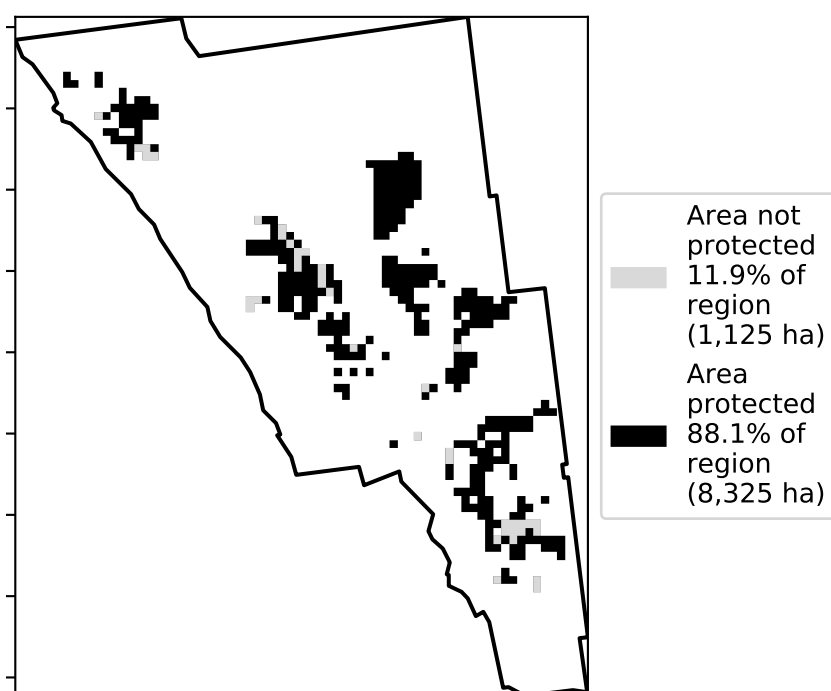 Area not
protected
11.9% of
region
(1,125 ha)
Area
protected
88.1% of
region
(8,325 ha)